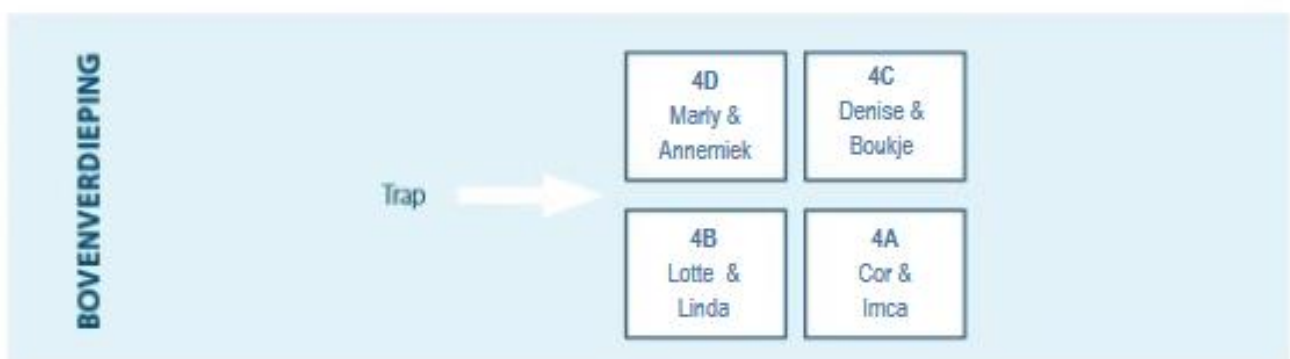 BOVENVERDIEPING
Trap
4D
Marly &
Annemiek
4C
Denise &
Boukje
4B
Lotte &
Linda
4A
Cor &
Imca